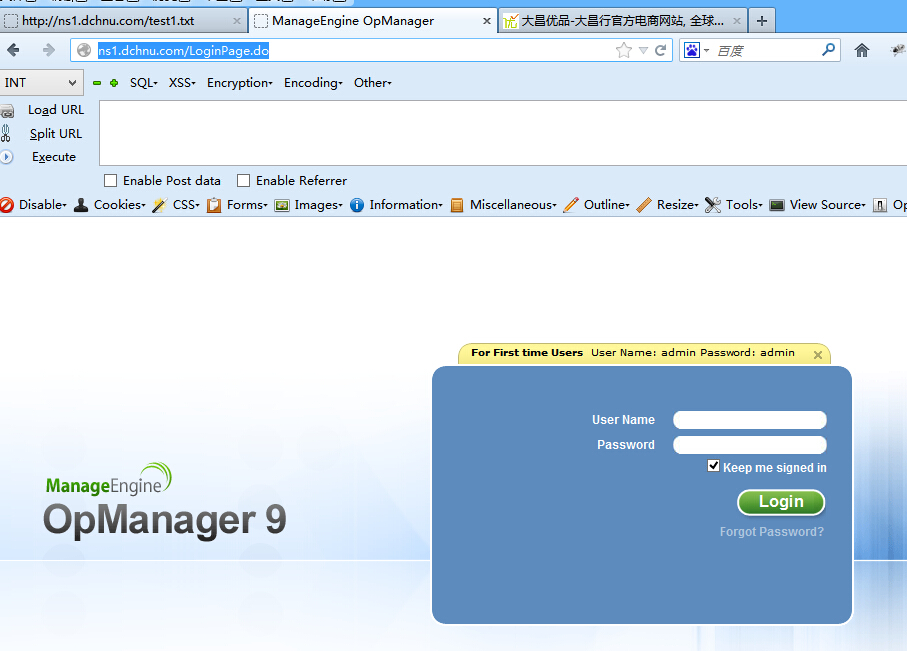 http://ns1.dchnu.com/test1.txt
ManageEngine OpManager
大昌优品-大昌行官方电商网站, 全球...
ns1.dchnu.com/LoginPage.do
百度
INT
SQL
XSS
Encryption
Encoding
Other
Load URL
Split URL
Execute
Enable Post data
Enable Referrer
Disable
Cookies
CSS
Forms
Images
Information
Miscellaneous
Outline
Resize
Tools
View Source
For First time Users User Name: admin Password: admin
User Name
Password
Keep me signed in
Login
Forgot Password?
ManageEngine
OpManager 9